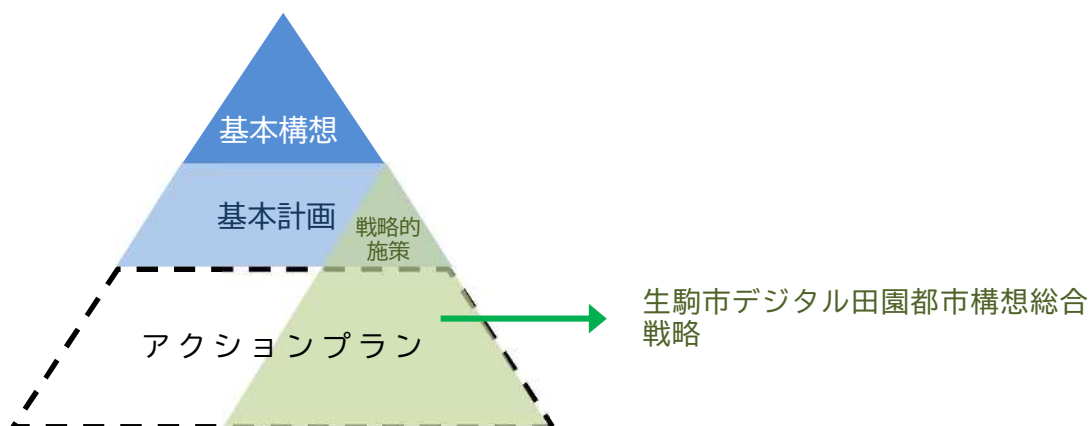 基本構想
基本計画
戦略的
施策
アクションプラン
生駒市デジタル田園都市構想総合
戦略